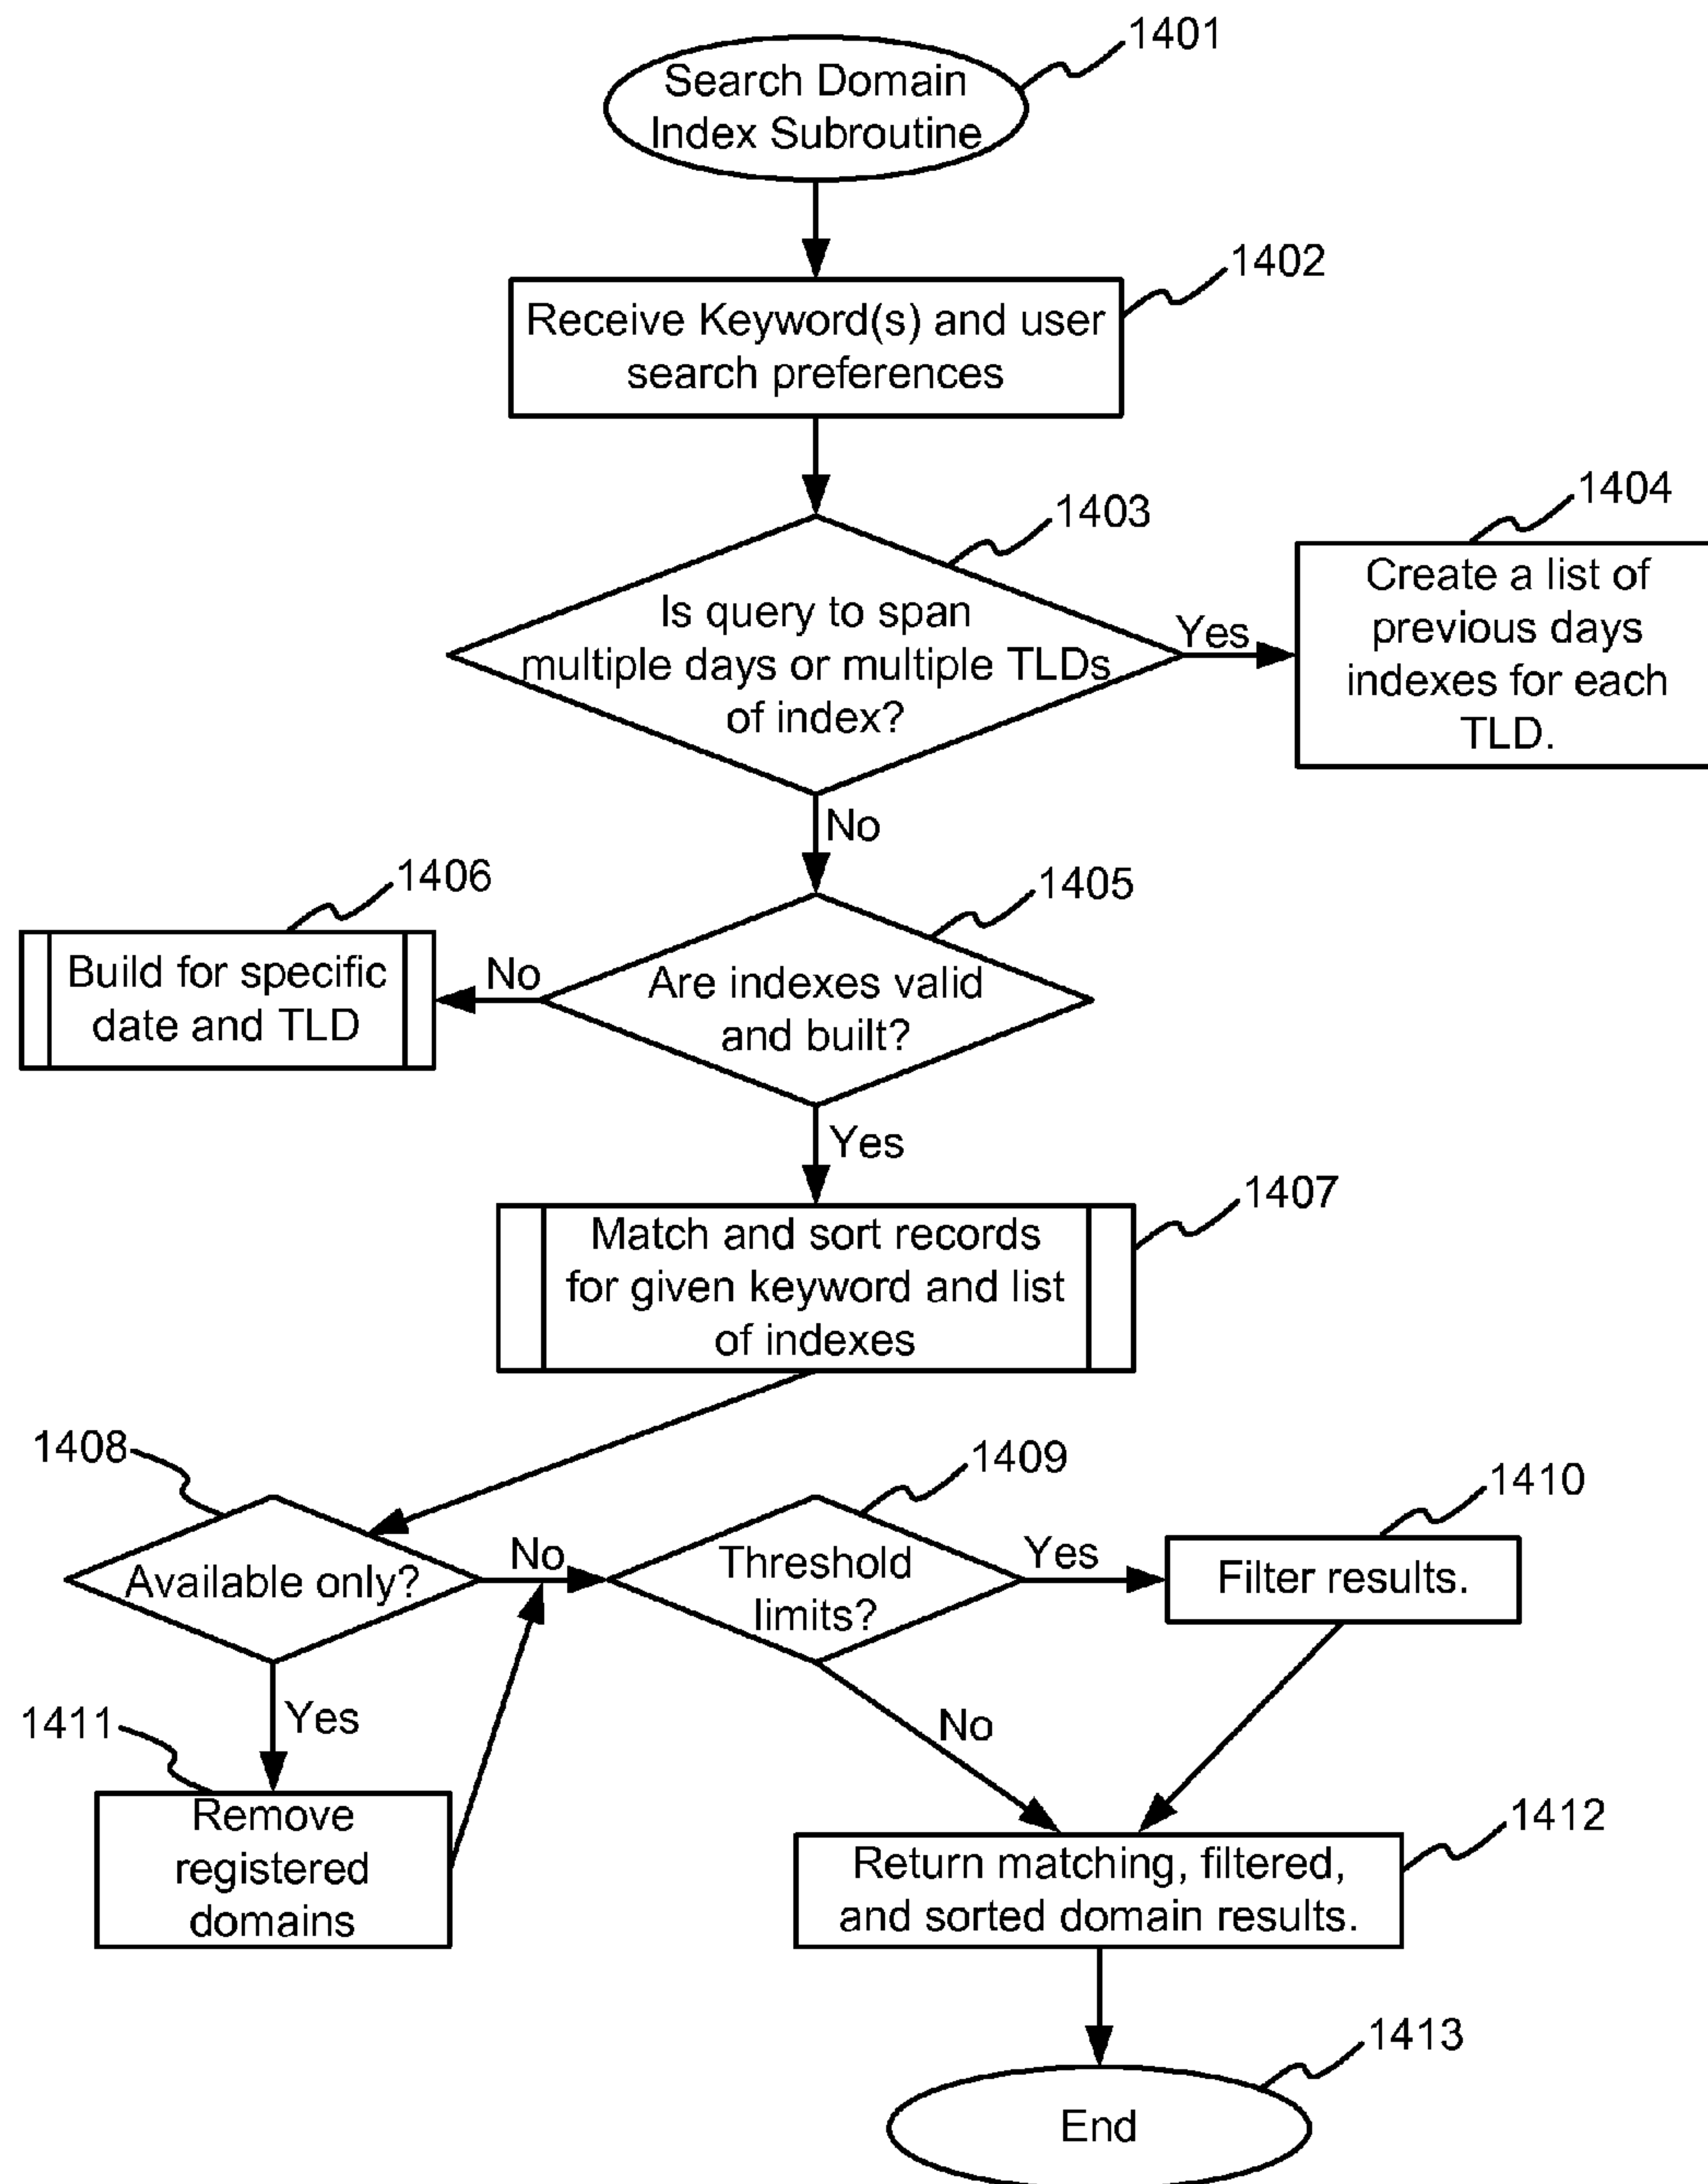 1401
Search Domain
Index Subroutine
1402
Receive Keyword(s) and user
search preferences
1403
Is query to span
multiple days or multiple TLDs
of index?
Yes
1404
Create a list of
previous days
indexes for each
TLD.
No
1405
Are indexes valid
and built?
No
1406
Build for specific
date and TLD
Yes
1407
Match and sort records
for given keyword and list
of indexes
1408
Available only?
No
1409
Threshold
limits?
Yes
1410
Filter results.
Yes
1411
Remove
registered
domains
No
1412
Return matching, filtered,
and sorted domain results.
1413
End